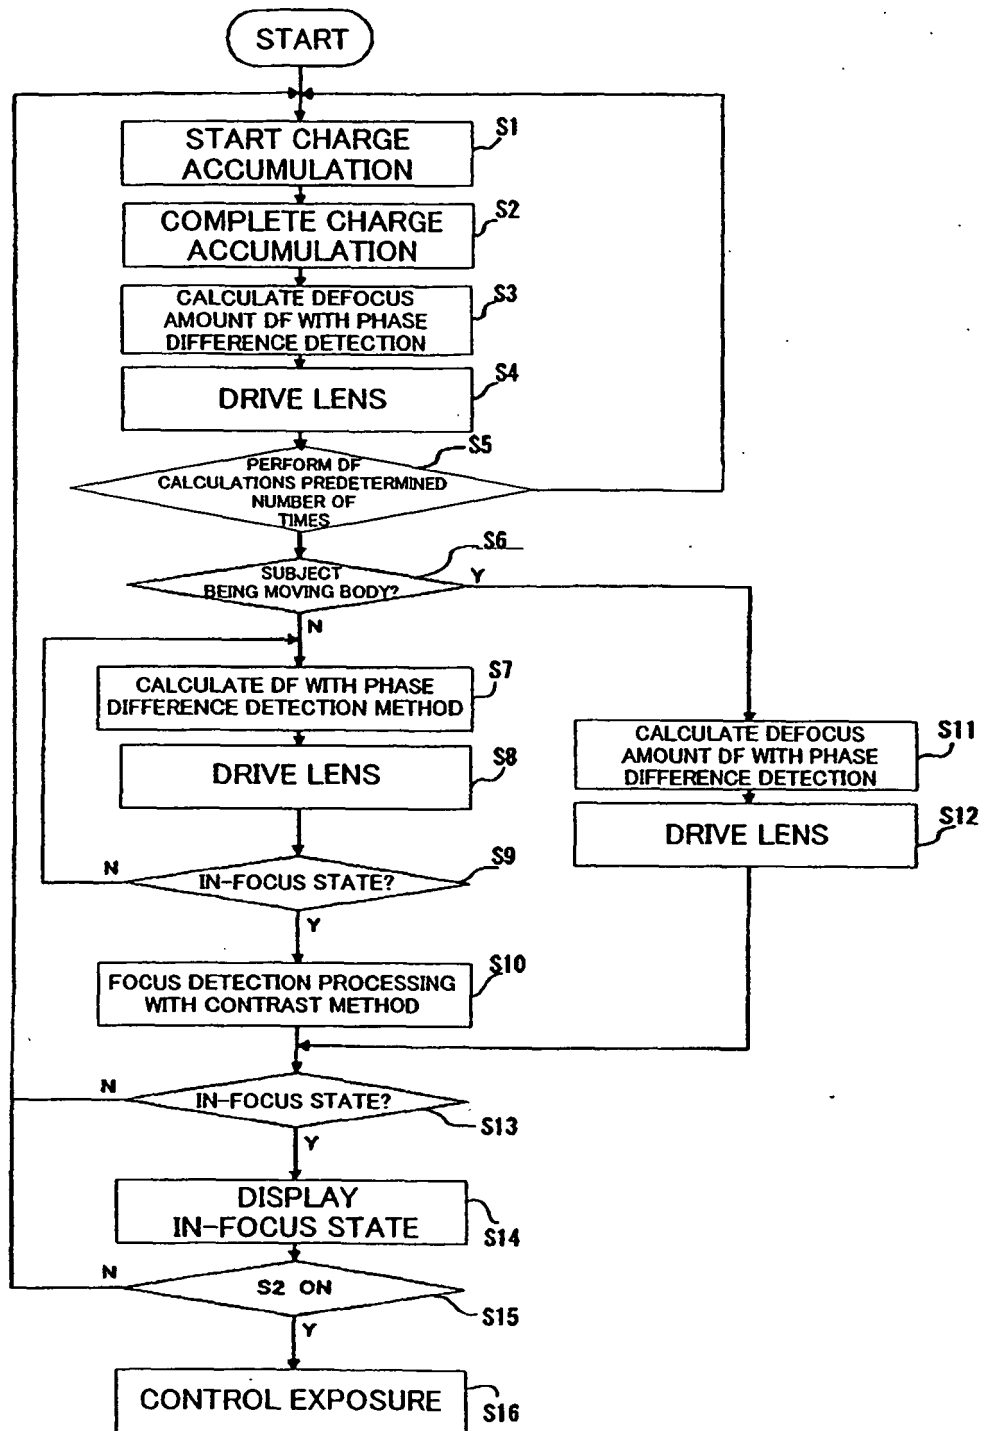 START
START CHARGE
ACCUMULATION
S1
COMPLETE CHARGE
ACCUMULATION
S2
CALCULATE DEFOCUS
AMOUNT DF WITH PHASE
DIFFERENCE DETECTION
S3
DRIVE LENS
S4
PERFORM DF
CALCULATIONS PREDETERMINED
NUMBER OF
TIMES
S5
SUBJECT
BEING MOVING BODY?
S6
Y
N
CALCULATE DF WITH PHASE
DIFFERENCE DETECTION METHOD
S7
DRIVE LENS
S8
CALCULATE DEFOCUS
AMOUNT DF WITH PHASE
DIFFERENCE DETECTION
S11
DRIVE LENS
S12
N
IN-FOCUS STATE?
S9
Y
FOCUS DETECTION PROCESSING
WITH CONTRAST METHOD
S10
N
IN-FOCUS STATE?
S13
Y
DISPLAY
IN-FOCUS STATE
S14
N
S2 ON
S15
Y
CONTROL EXPOSURE
S16